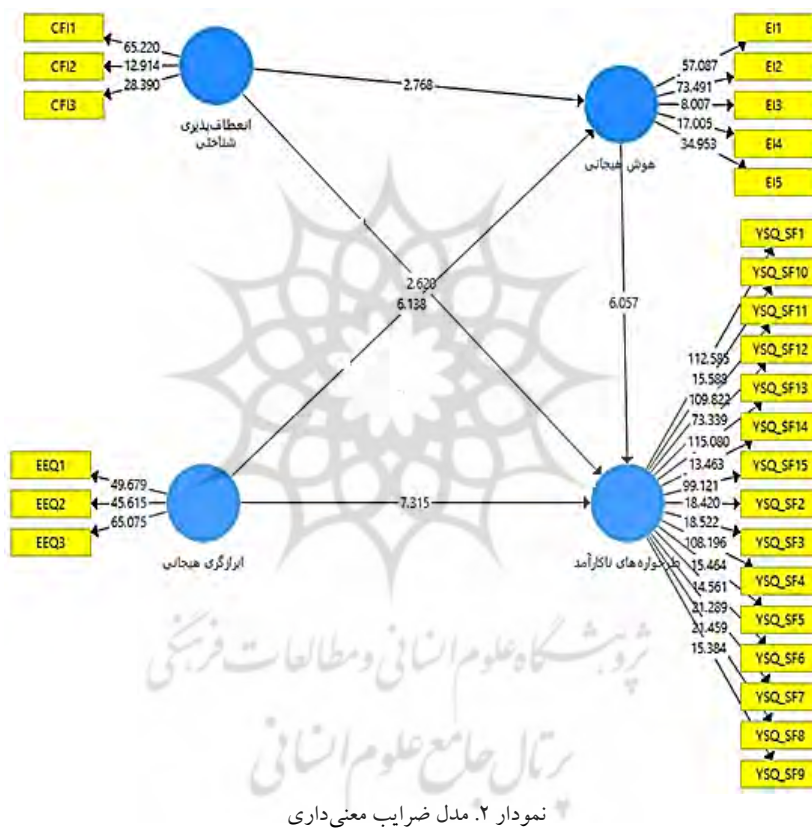 CFI1
CFI2
CFI3
65.220
12.914
28.390
انعطاف‌پذیری
شناختی
2.768
EI1
EI2
EI3
EI4
EI5
57.087
73.491
8.007
17.005
34.953
هوش هیجانی
2.620
6.138
6.057
EEQ1
EEQ2
EEQ3
49.679
45.615
65.075
ابرازگری هیجانی
7.315
طرحواره‌های ناکارآمد
YSQ_SF1
YSQ_SF10
YSQ_SF11
YSQ_SF12
YSQ_SF13
YSQ_SF14
YSQ_SF15
YSQ_SF2
YSQ_SF3
YSQ_SF4
YSQ_SF5
YSQ_SF6
YSQ_SF7
YSQ_SF8
YSQ_SF9
112.585
15.583
109.822
73.339
115.080
13.463
99.121
18.420
18.522
108.196
15.464
14.561
21.289
21.459
15.384
پژوهشگاه علوم انسانی و مطالعات فرهنگی
پرتال جامع علوم انسانی
نمودار ۲. مدل ضرایب معنی‌داری